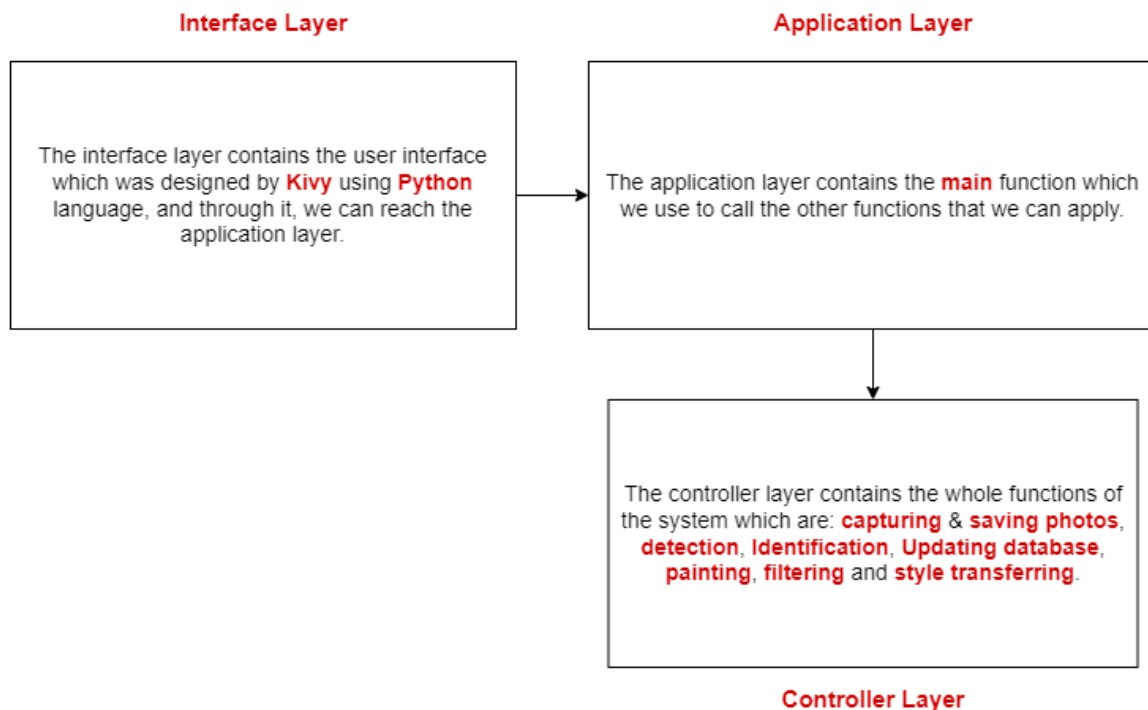 Interface Layer
The interface layer contains the user interface
which was designed by Kivy using Python
language, and through it, we can reach the
application layer.
Application Layer
The application layer contains the main function which
we use to call the other functions that we can apply.
The controller layer contains the whole functions of
the system which are: capturing & saving photos,
detection, Identification, Updating database,
painting, filtering and style transferring.
Controller Layer